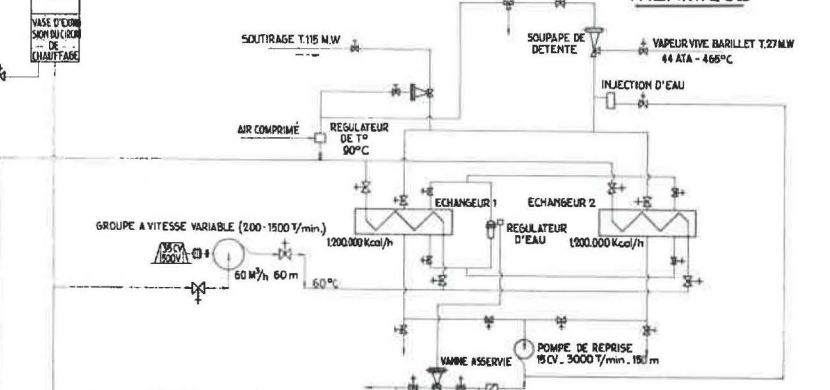 VASE D'EXPAN
SION DU CIRCUIT
DE
CHAUFFAGE
SOUTIRAGE T.115 M.W
SOUPAPE DE
DETENTE
VAPEUR VIVE BARILLET T.27 M.W
44 ATA - 465°C
INJECTION D'EAU
AIR COMPRIMÉ
REGULATEUR
DE T°
90°C
ECHANGEUR 1
ECHANGEUR 2
REGULATEUR
D'EAU
1.200.000 Kcal/h
1.200.000 Kcal/h
GROUPE A VITESSE VARIABLE (200-1500 T/min.)
35 CV
500V
60 M³/h 60 m
60°C
POMPE DE REPRISE
15 CV _ 3000 T/min. _ 150 m
VANNE ASSERVIE